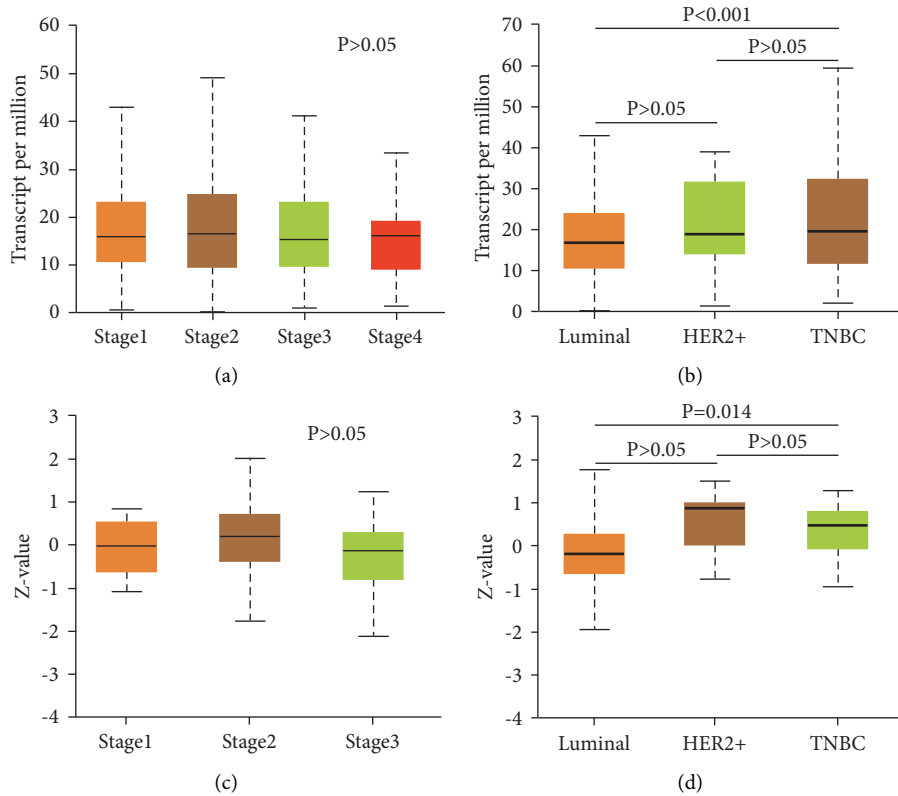 Transcript per million
60
50
40
30
20
10
0
P>0.05
Stage1 Stage2 Stage3 Stage4
(a)
Transcript per million
70
60
50
40
30
20
10
0
P<0.001
P>0.05
P>0.05
Luminal HER2+ TNBC
(b)
Z-value
3
2
1
0
-1
-2
-3
-4
P>0.05
Stage1 Stage2 Stage3
(c)
Z-value
3
2
1
0
-1
-2
-3
-4
P=0.014
P>0.05 P>0.05
Luminal HER2+ TNBC
(d)